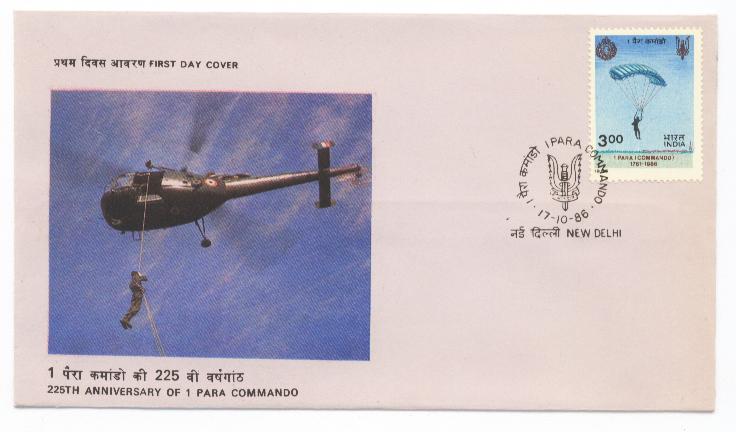 प्रथम दिवस आवरण FIRST DAY COVER
1 पैरा कमांडो
3.00
भारत
INDIA
1 PARA (COMMANDO)
1761-1986
1 पैरा कमांडो 1 PARA COMMANDO
17-10-86
नई दिल्ली NEW DELHI
1 पैरा कमांडो की 225 वी वर्षगांठ
225TH ANNIVERSARY OF 1 PARA COMMANDO